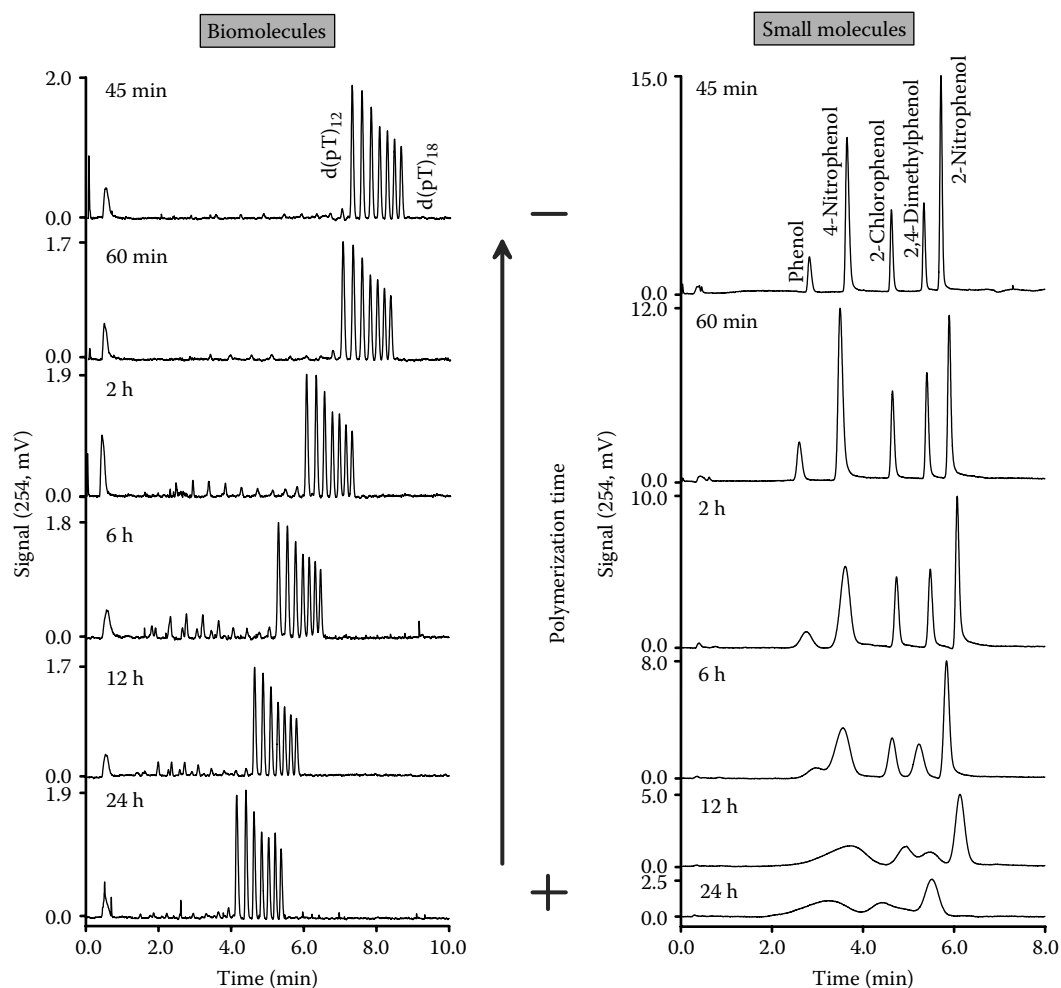 Biomolecules
Small molecules
2.0
45 min
d(pT)12
d(pT)18
0.0
1.7
60 min
0.0
1.9
2 h
0.0
1.8
6 h
0.0
1.7
12 h
0.0
1.9
24 h
0.0
Signal (254, mV)
0.0
2.0
4.0
6.0
8.0
10.0
Time (min)
−
Polymerization time
+
15.0
45 min
Phenol
4-Nitrophenol
2-Chlorophenol
2,4-Dimethylphenol
2-Nitrophenol
0.0
12.0
60 min
0.0
10.0
2 h
0.0
8.0
6 h
0.0
5.0
12 h
0.0
2.5
24 h
0.0
Signal (254, mV)
0.0
2.0
4.0
6.0
8.0
Time (min)